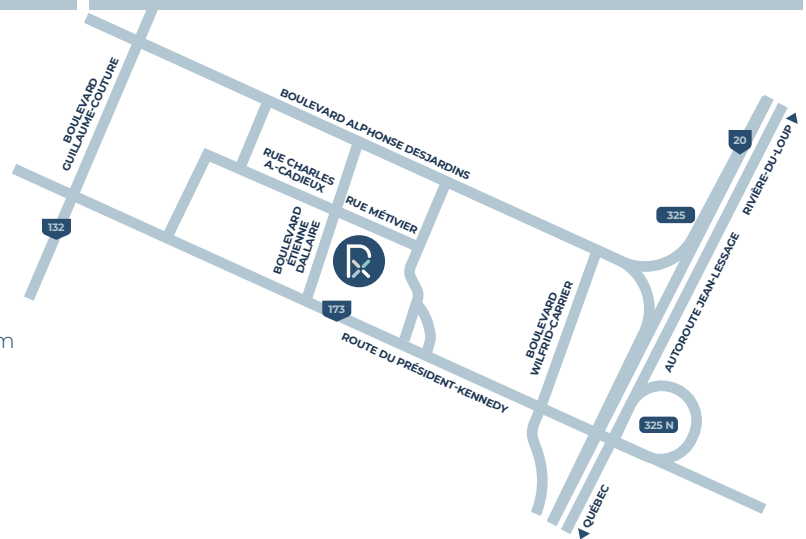 BOULEVARD
GUILLAUME-COUTURE
BOULEVARD ALPHONSE DESJARDINS
20
RIVIÈRE-DU-LOUP
RUE CHARLES
A.-CADIEUX
RUE MÉTIVIER
325
132
BOULEVARD
ÉTIENNE
DALLAIRE
AUTOROUTE JEAN-LESSAGE
173
BOULEVARD
WILFRID-CARRIER
m
ROUTE DU PRÉSIDENT-KENNEDY
325 N
QUÉBEC